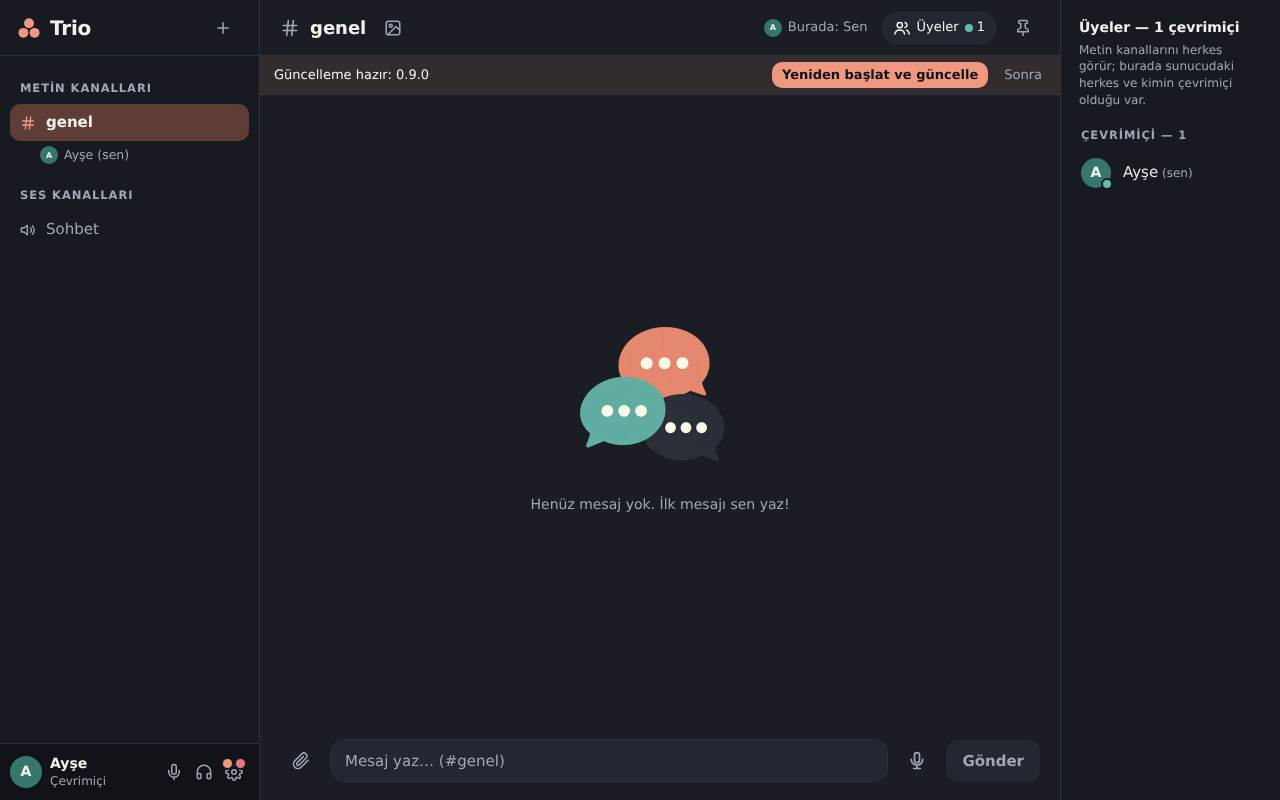 Trio
METİN KANALLARI
genel
A Ayşe (sen)
SES KANALLARI
Sohbet
A Ayşe
Çevrimiçi
# genel
A Burada: Sen
Üyeler 1
Güncelleme hazır: 0.9.0
Yeniden başlat ve güncelle
Sonra
Henüz mesaj yok. İlk mesajı sen yaz!
Mesaj yaz… (#genel)
Gönder
Üyeler — 1 çevrimiçi
Metin kanallarını herkes
görür; burada sunucudaki
herkes ve kimin çevrimiçi
olduğu var.
ÇEVRİMİÇİ — 1
A Ayşe (sen)